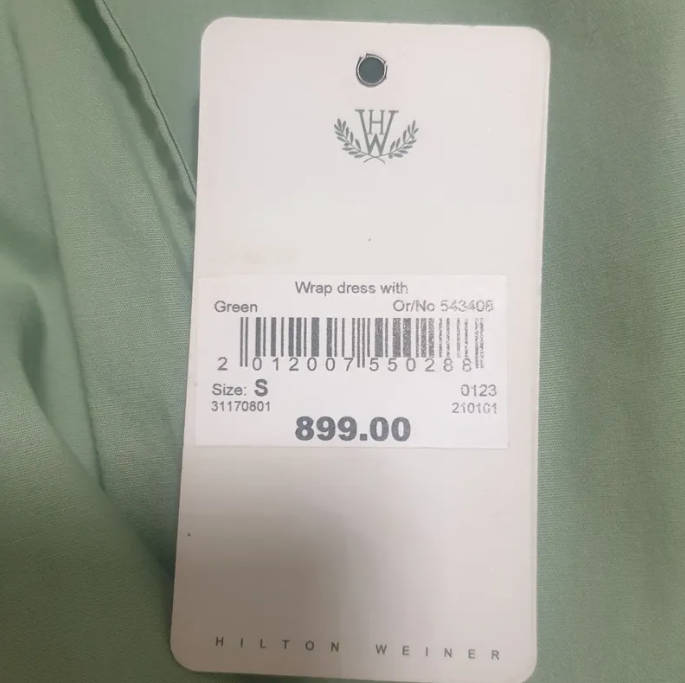 HW
Wrap dress with
Green Or/No 543408
2 012007 550288
Size: S 0123
31170801 210101
899.00
HILTON WEINER